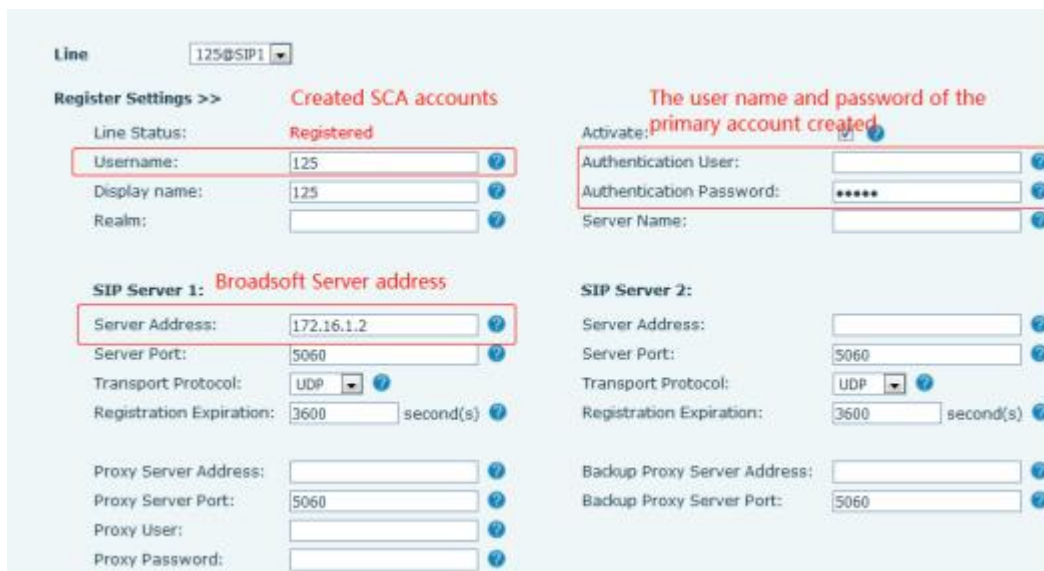 Line 125@SIP1
Register Settings >> Created SCA accounts The user name and password of the primary account created
Line Status: Registered Activate:
Username: 125 Authentication User:
Display name: 125 Authentication Password: •••••
Realm: Server Name:
SIP Server 1: Broadsoft Server address SIP Server 2:
Server Address: 172.16.1.2 Server Address:
Server Port: 5060 Server Port: 5060
Transport Protocol: UDP Transport Protocol: UDP
Registration Expiration: 3600 second(s) Registration Expiration: 3600 second(s)
Proxy Server Address: Backup Proxy Server Address:
Proxy Server Port: 5060 Backup Proxy Server Port: 5060
Proxy User:
Proxy Password: